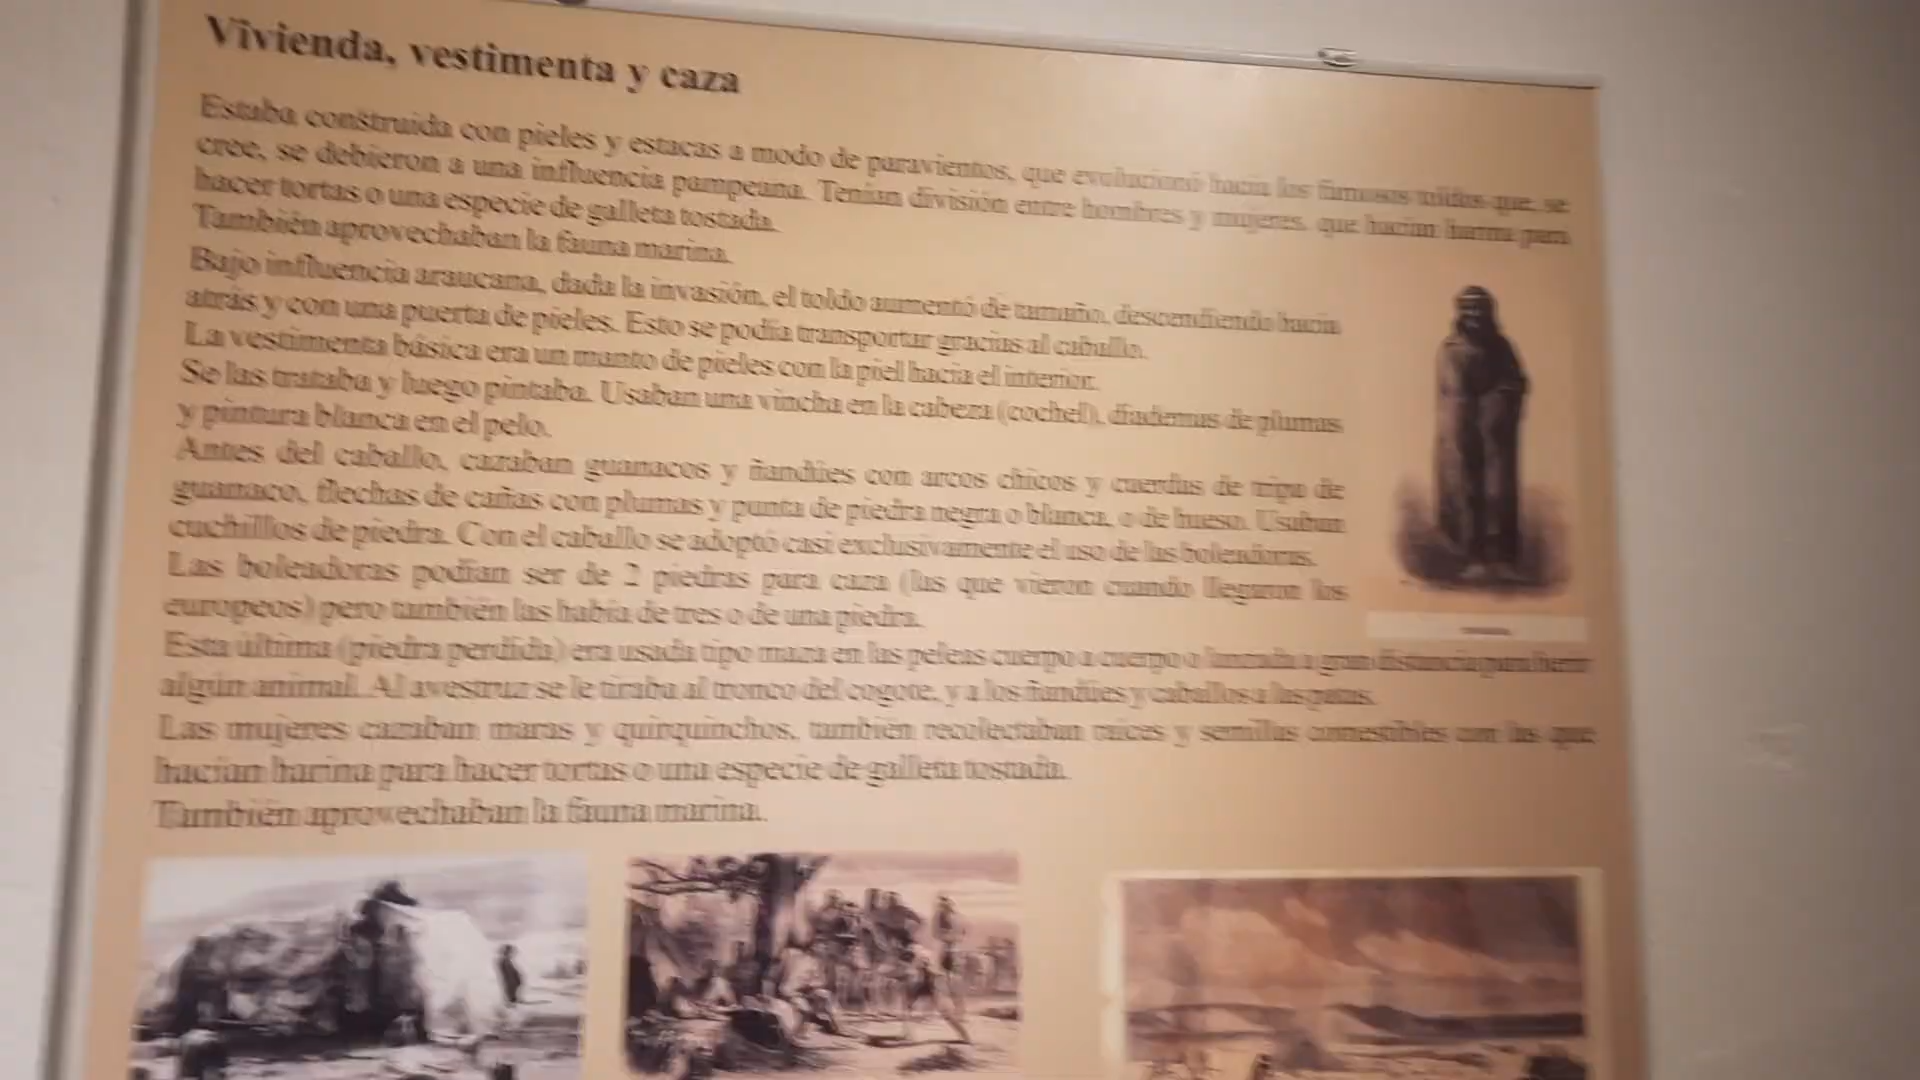 Vivienda, vestimenta y caza
Estaba construida con pieles y estacas a modo de paravientos, que evolucionó hacia los famosos toldos que, se
cree, se debieron a una influencia pampeana. Tenían división entre hombres y mujeres, que hacían harina para
hacer tortas o una especie de galleta tostada.
También aprovechaban la fauna marina.
Bajo influencia araucana, dada la invasión, el toldo aumentó de tamaño, descendiendo hacia
atrás y con una puerta de pieles. Esto se podía transportar gracias al caballo.
La vestimenta básica era un manto de pieles con la piel hacia el interior.
Se las trataba y luego pintaba. Usaban una vincha en la cabeza (cochel), diademas de plumas
y pintura blanca en el pelo.
Antes del caballo, cazaban guanacos y ñandúes con arcos chicos y cuerdas de tripa de
guanaco, flechas de cañas con plumas y punta de piedra negra o blanca, o de hueso. Usaban
cuchillos de piedra. Con el caballo se adoptó casi exclusivamente el uso de las boleadoras.
Las boleadoras podían ser de 2 piedras para caza (las que vieron cuando llegaron los
europeos) pero también las había de tres o de una piedra.
Esta última (piedra perdida) era usada tipo maza en las peleas cuerpo a cuerpo o lanzada a gran distancia para herir
algún animal. Al avestruz se le tiraba al tronco del cogote, y a los ñandúes y caballos a las patas.
Las mujeres cazaban maras y quirquinchos, también recolectaban raíces y semillas comestibles con las que
hacían harina para hacer tortas o una especie de galleta tostada.
También aprovechaban la fauna marina.